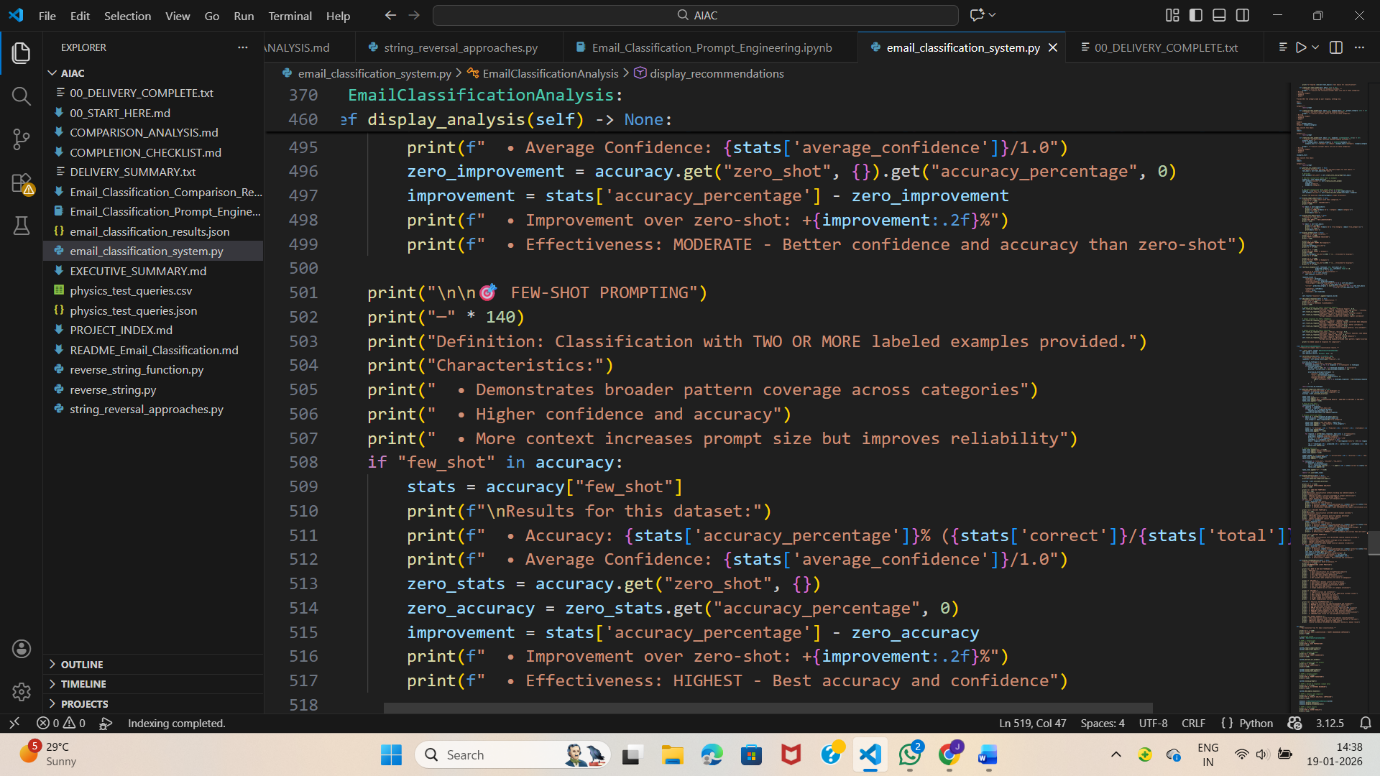 File Edit Selection View Go Run Terminal Help
AIAC
EXPLORER
AIAC
00_DELIVERY_COMPLETE.txt
00_START_HERE.md
COMPARISON_ANALYSIS.md
COMPLETION_CHECKLIST.md
DELIVERY_SUMMARY.txt
Email_Classification_Comparison_Re...
Email_Classification_Prompt_Engine...
email_classification_results.json
email_classification_system.py
EXECUTIVE_SUMMARY.md
physics_test_queries.csv
physics_test_queries.json
PROJECT_INDEX.md
README_Email_Classification.md
reverse_string_function.py
reverse_string.py
string_reversal_approaches.py
OUTLINE
TIMELINE
PROJECTS
ANALYSIS.md string_reversal_approaches.py Email_Classification_Prompt_Engineering.ipynb email_classification_system.py 00_DELIVERY_COMPLETE.txt
email_classification_system.py > EmailClassificationAnalysis > display_recommendations
370 EmailClassificationAnalysis:
460 ef display_analysis(self) -> None:
495 print(f"  • Average Confidence: {stats['average_confidence']}/1.0")
496 zero_improvement = accuracy.get("zero_shot", {}).get("accuracy_percentage", 0)
497 improvement = stats['accuracy_percentage'] - zero_improvement
498 print(f"  • Improvement over zero-shot: +{improvement:.2f}%")
499 print(f"  • Effectiveness: MODERATE - Better confidence and accuracy than zero-shot")
500
501 print("\n\n🎯 FEW-SHOT PROMPTING")
502 print("─" * 140)
503 print("Definition: Classification with TWO OR MORE labeled examples provided.")
504 print("Characteristics:")
505 print("  • Demonstrates broader pattern coverage across categories")
506 print("  • Higher confidence and accuracy")
507 print("  • More context increases prompt size but improves reliability")
508 if "few_shot" in accuracy:
509 stats = accuracy["few_shot"]
510 print(f"\nResults for this dataset:")
511 print(f"  • Accuracy: {stats['accuracy_percentage']}% ({stats['correct']}/{stats['total']}
512 print(f"  • Average Confidence: {stats['average_confidence']}/1.0")
513 zero_stats = accuracy.get("zero_shot", {})
514 zero_accuracy = zero_stats.get("accuracy_percentage", 0)
515 improvement = stats['accuracy_percentage'] - zero_accuracy
516 print(f"  • Improvement over zero-shot: +{improvement:.2f}%")
517 print(f"  • Effectiveness: HIGHEST - Best accuracy and confidence")
518
0 0 Indexing completed. Ln 519, Col 47 Spaces: 4 UTF-8 CRLF {} Python 3.12.5
5 29°C
Sunny
Search
2
J
ENG
IN
14:38
19-01-2026